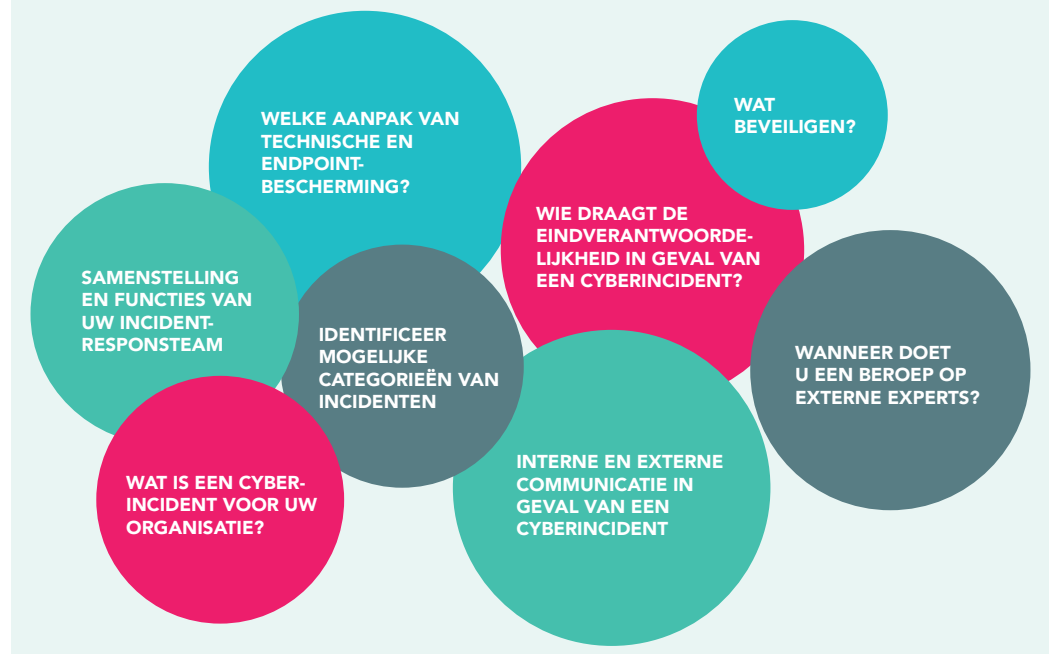 WELKE AANPAK VAN
TECHNISCHE EN
ENDPOINT-
BESCHERMING?
WAT
BEVEILIGEN?
WIE DRAAGT DE
EINDVERANTWOORDE-
LIJKHEID IN GEVAL VAN
EEN CYBERINCIDENT?
SAMENSTELLING
EN FUNCTIES VAN
UW INCIDENT-
RESPONSTEAM
IDENTIFICEER
MOGELIJKE
CATEGORIEËN VAN
INCIDENTEN
WANNEER DOET
U EEN BEROEP OP
EXTERNE EXPERTS?
WAT IS EEN CYBER-
INCIDENT VOOR UW
ORGANISATIE?
INTERNE EN EXTERNE
COMMUNICATIE IN
GEVAL VAN EEN
CYBERINCIDENT